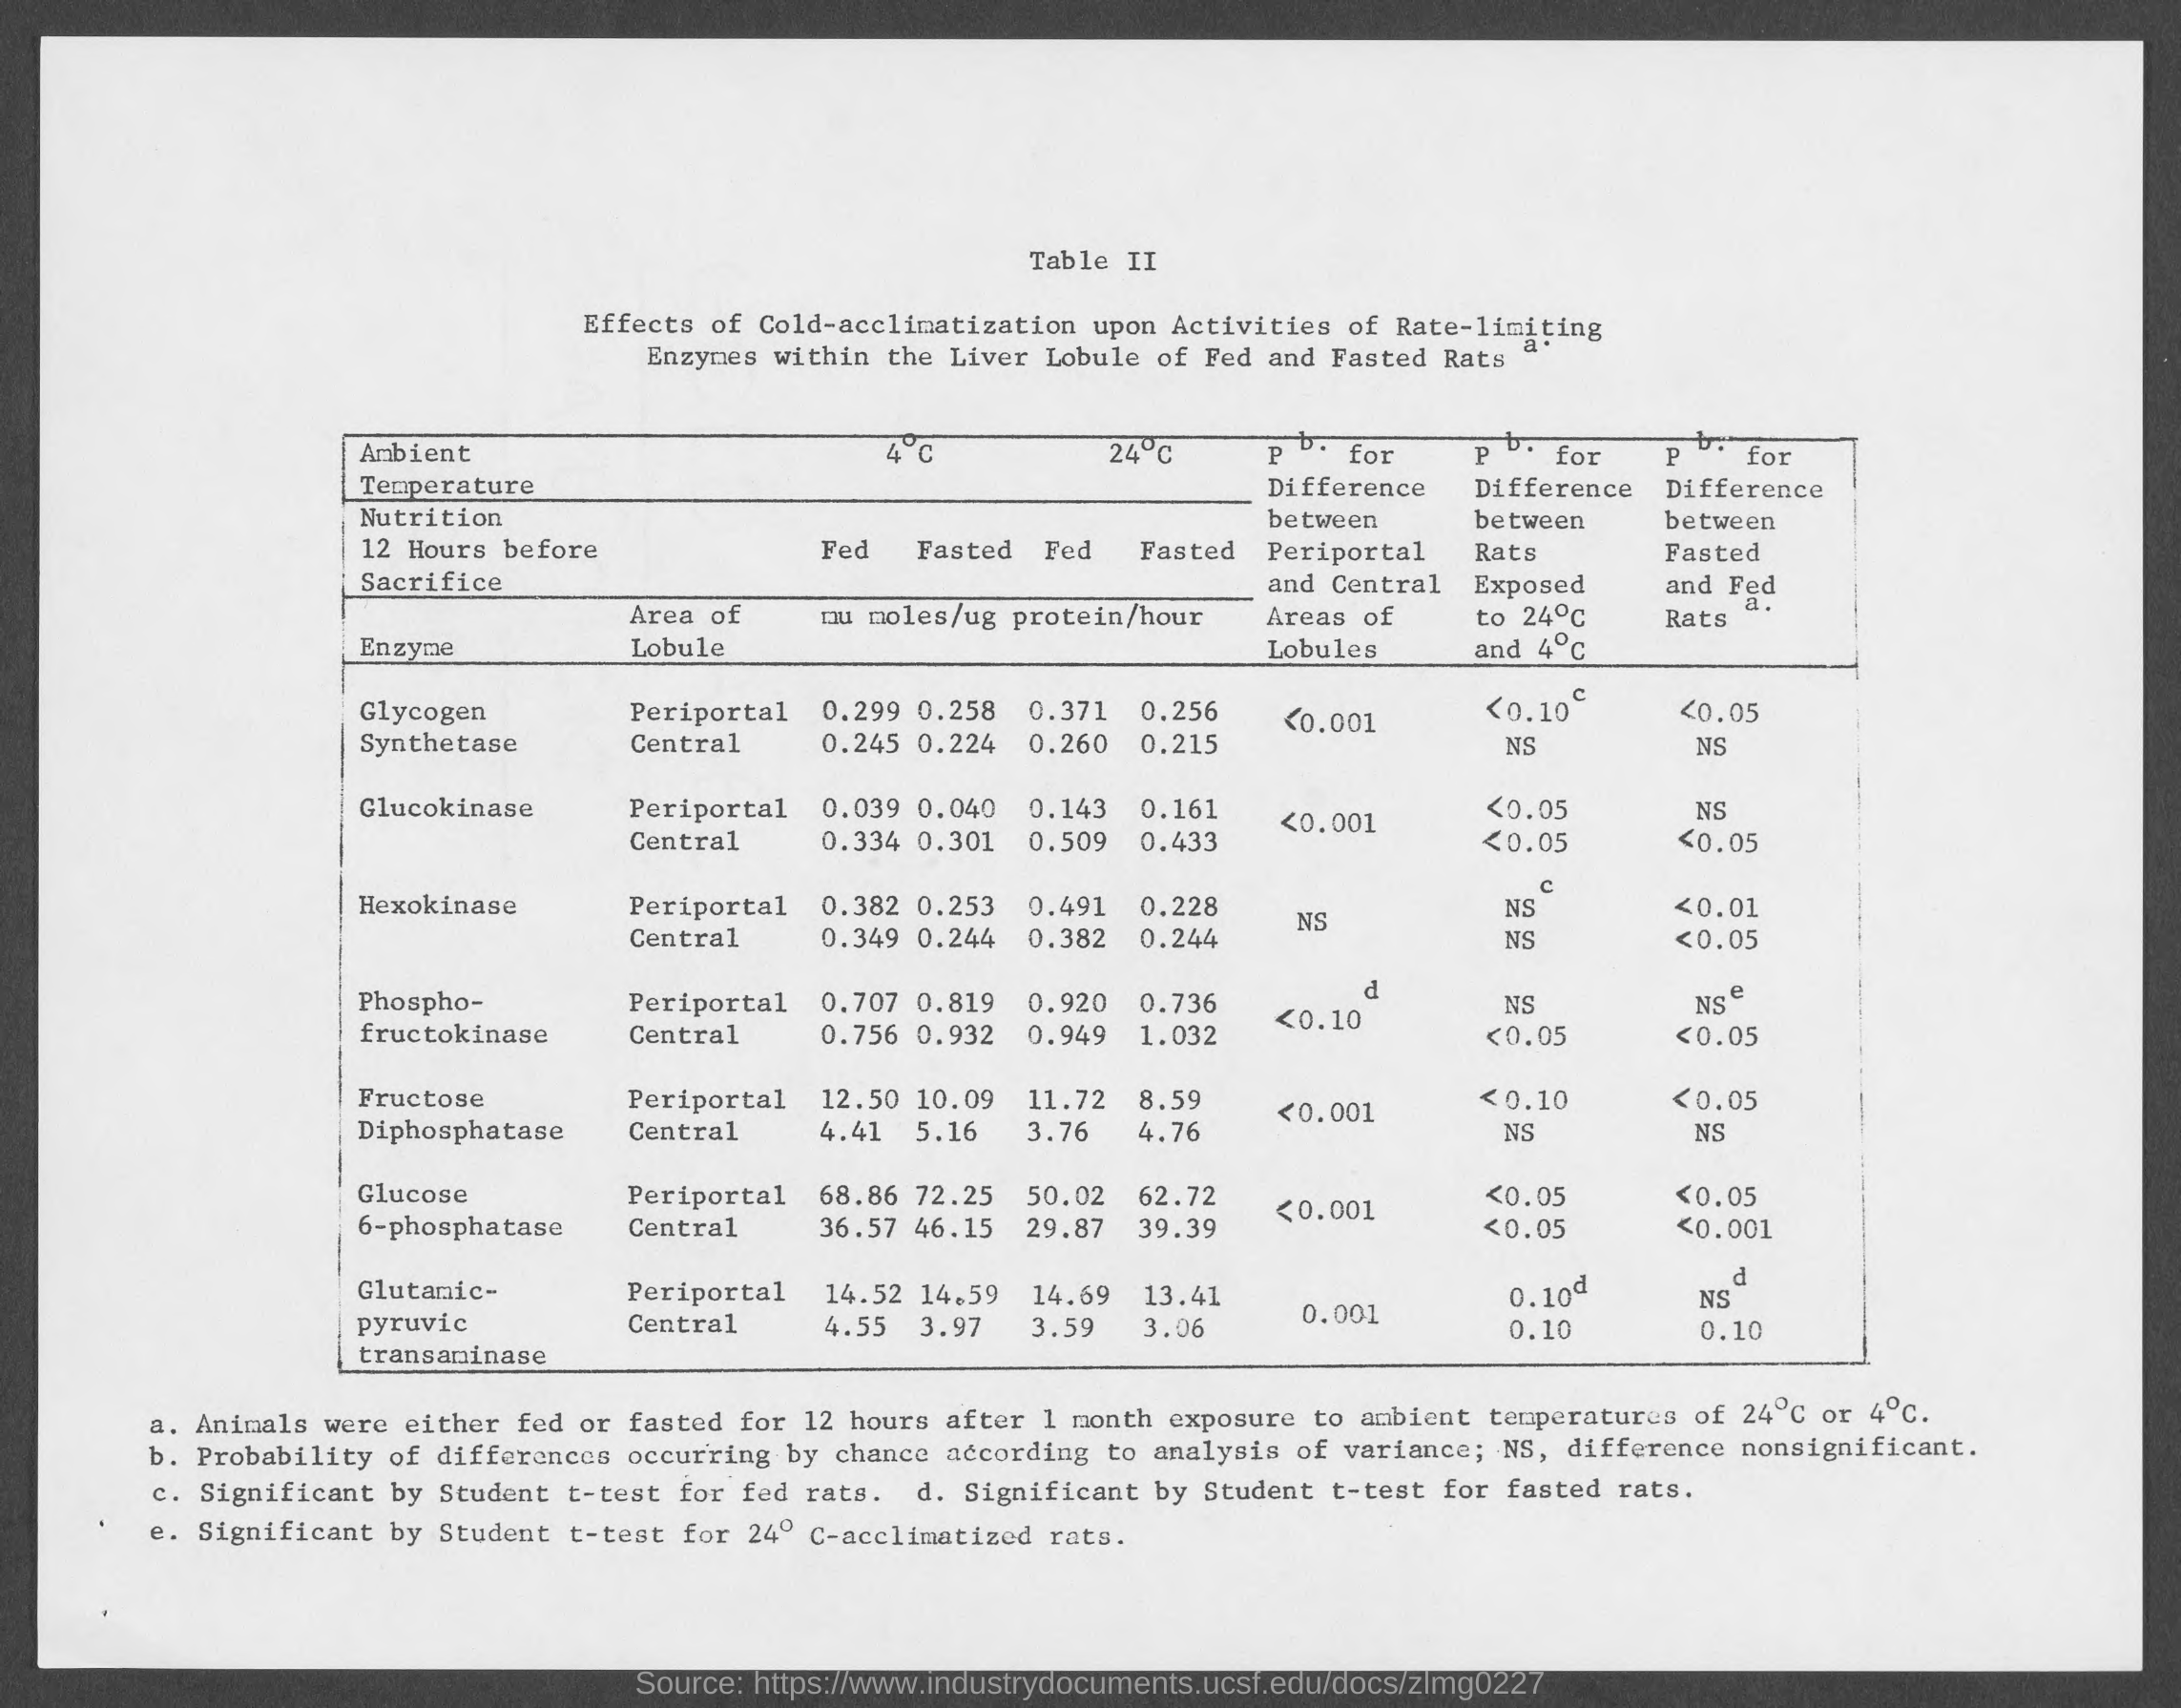 Table II
Effects of Cold-acclimatization upon Activities of Rate-limiting
Enzymes within the Liver Lobule of Fed and Fasted Rats a.
Ambient 4°C 24°C P b. for P b. for P b. for
Temperature Difference Difference Difference
Nutrition between between between
12 Hours before Fed Fasted Fed Fasted Periportal Rats Fasted
Sacrifice and Central Exposed and Fed
Area of mu moles/ug protein/hour Areas of to 24°C Rats a.
Enzyme Lobule Lobules and 4°C
Glycogen Periportal 0.299 0.258 0.371 0.256 <0.001 <0.10 c <0.05
Synthetase Central 0.245 0.224 0.260 0.215 NS NS
Glucokinase Periportal 0.039 0.040 0.143 0.161 <0.001 <0.05 NS
Central 0.334 0.301 0.509 0.433 <0.05 <0.05
Hexokinase Periportal 0.382 0.253 0.491 0.228 NS NS c <0.01
Central 0.349 0.244 0.382 0.244 NS <0.05
Phospho- Periportal 0.707 0.819 0.920 0.736 <0.10 d NS NS e
fructokinase Central 0.756 0.932 0.949 1.032 <0.05 <0.05
Fructose Periportal 12.50 10.09 11.72 8.59 <0.001 <0.10 <0.05
Diphosphatase Central 4.41 5.16 3.76 4.76 NS NS
Glucose Periportal 68.86 72.25 50.02 62.72 <0.001 <0.05 <0.05
6-phosphatase Central 36.57 46.15 29.87 39.39 <0.05 <0.001
Glutamic- Periportal 14.52 14.59 14.69 13.41 0.001 0.10 d NS d
pyruvic Central 4.55 3.97 3.59 3.06 0.10 0.10
transaminase
a. Animals were either fed or fasted for 12 hours after 1 month exposure to ambient temperatures of 24°C or 4°C.
b. Probability of differences occurring by chance according to analysis of variance; NS, difference nonsignificant.
c. Significant by Student t-test for fed rats. d. Significant by Student t-test for fasted rats.
e. Significant by Student t-test for 24° C-acclimatized rats.
Source: https://www.industrydocuments.ucsf.edu/docs/zlmg0227